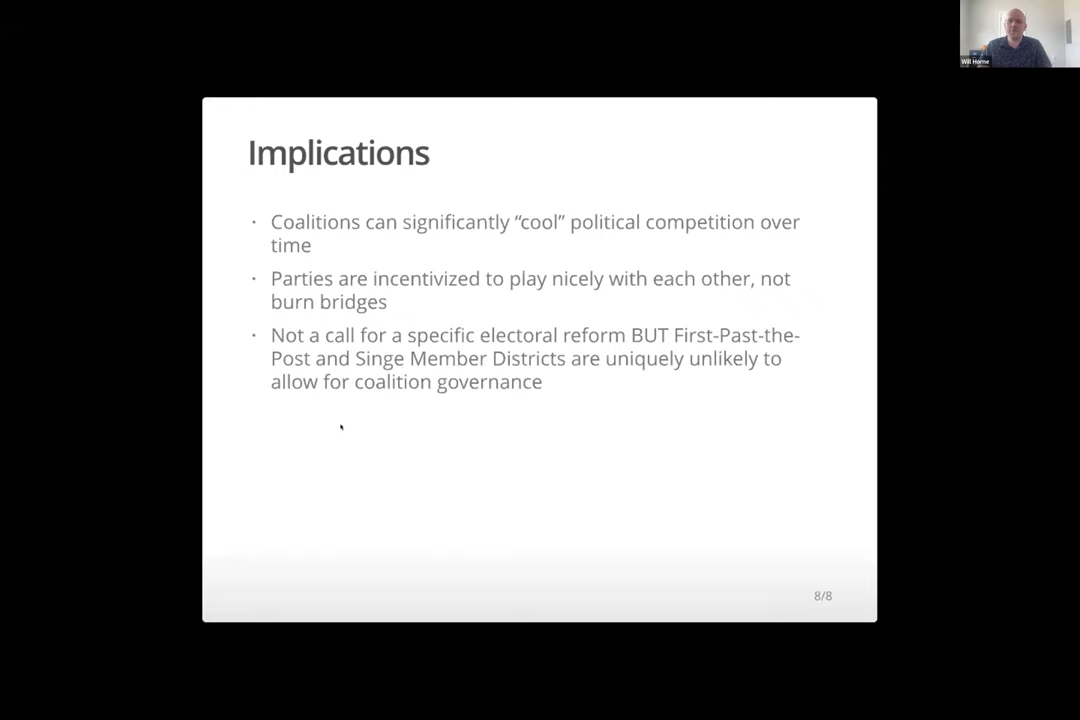 Will Horne
Implications
· Coalitions can significantly “cool” political competition over
time
· Parties are incentivized to play nicely with each other, not
burn bridges
· Not a call for a specific electoral reform BUT First-Past-the-
Post and Singe Member Districts are uniquely unlikely to
allow for coalition governance
8/8